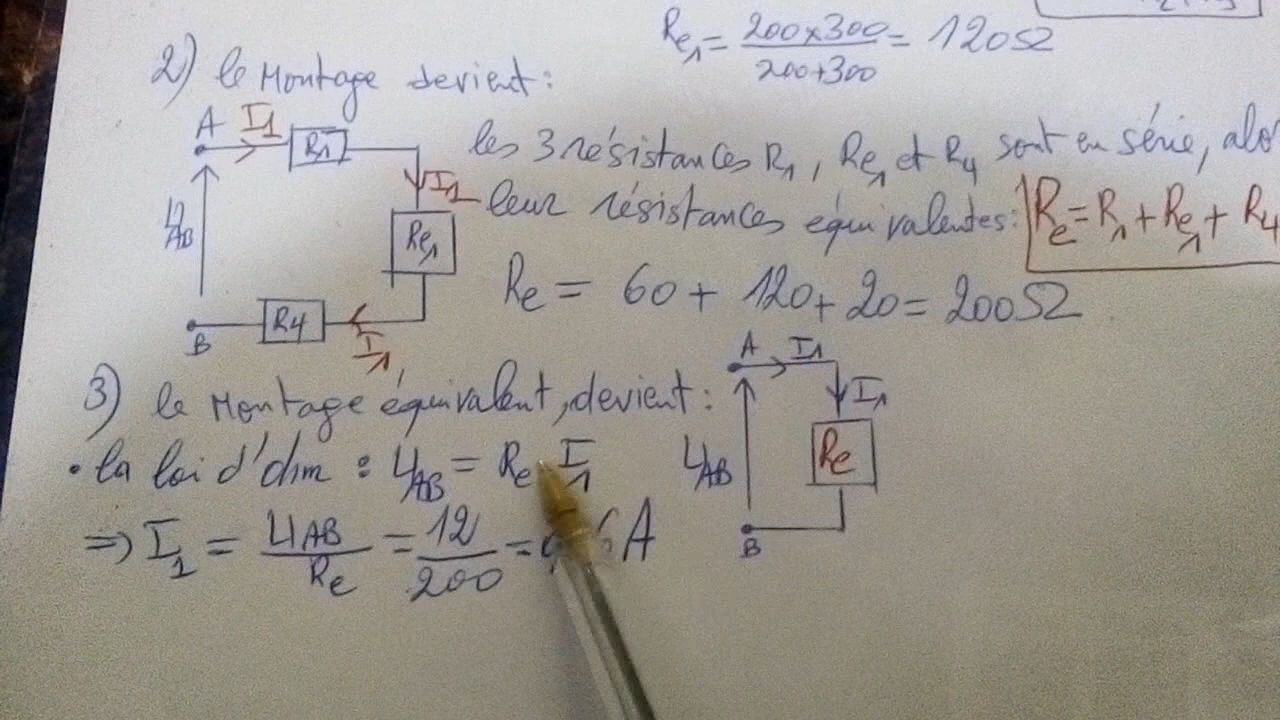 Re₁ = 200×300 / 200+300 = 120Ω
2) le Montage devient:
A I1 R1
les 3 résistances R1, Re₁ et R4 sont en série, alo
I1
leur résistances équivalentes: Re = R1 + Re₁ + R4
UAB Re₁
Re = 60 + 120 + 20 = 200Ω
B R4 I1
A I1
3) le Montage équivalent, devient: I1
• la loi d'ohm : UAB = Re I1 UAB Re
⇒ I1 = UAB / Re = 12 / 200 = A
B